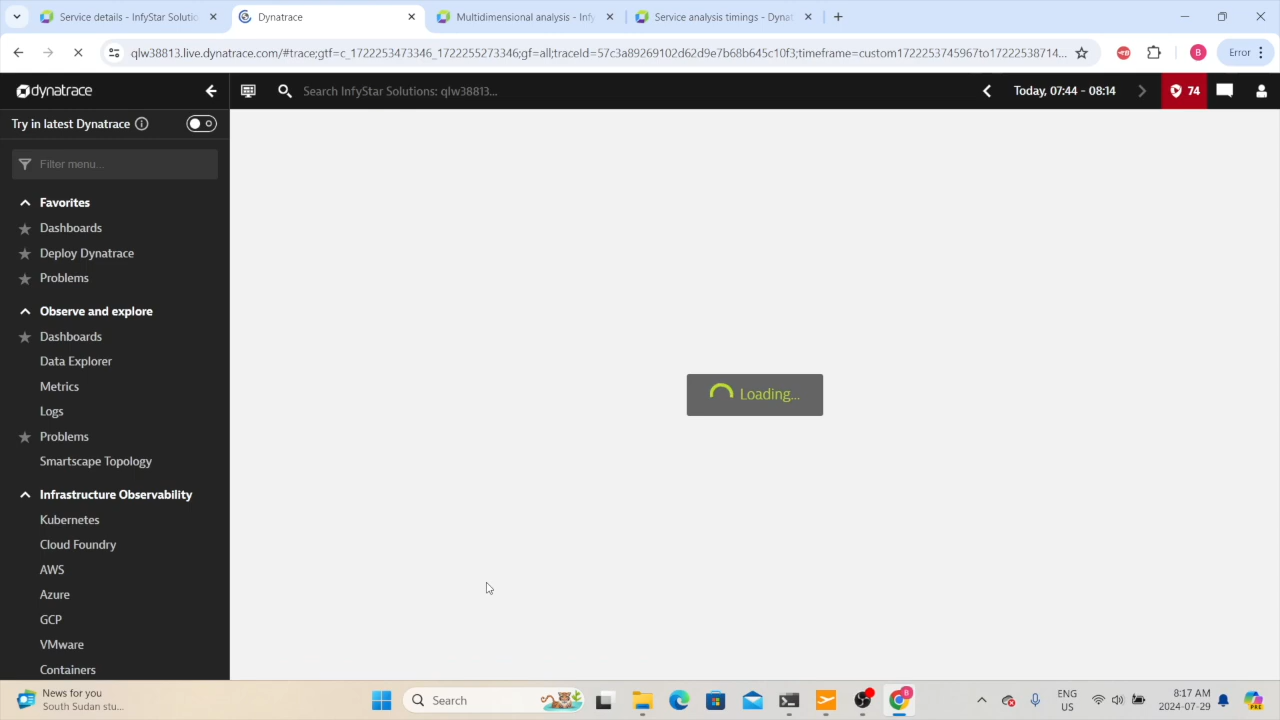 Service details - InfyStar Solutio
Dynatrace
Multidimensional analysis - Infy
Service analysis timings - Dynat
qlw38813.live.dynatrace.com/#trace;gtf=c_1722253473346_1722255273346;gf=all;traceId=57c3a89269102d62d9e7b68b645c10f3;timeframe=custom1722253745967to17222538714...
B
Error
dynatrace
Search InfyStar Solutions: qlw38813...
Today, 07:44 - 08:14
74
Try in latest Dynatrace
Filter menu...
Favorites
Dashboards
Deploy Dynatrace
Problems
Observe and explore
Dashboards
Data Explorer
Metrics
Logs
Problems
Smartscape Topology
Infrastructure Observability
Kubernetes
Cloud Foundry
AWS
Azure
GCP
VMware
Containers
Loading...
News for you
South Sudan stu...
Search
ENG
US
8:17 AM
2024-07-29